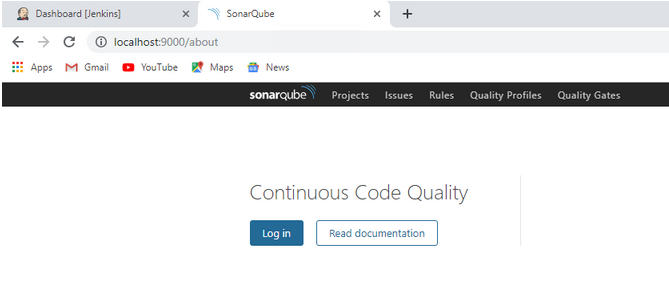 Dashboard [Jenkins] SonarQube
localhost:9000/about
Apps Gmail YouTube Maps News
sonarqube Projects Issues Rules Quality Profiles Quality Gates
Continuous Code Quality
Log in Read documentation